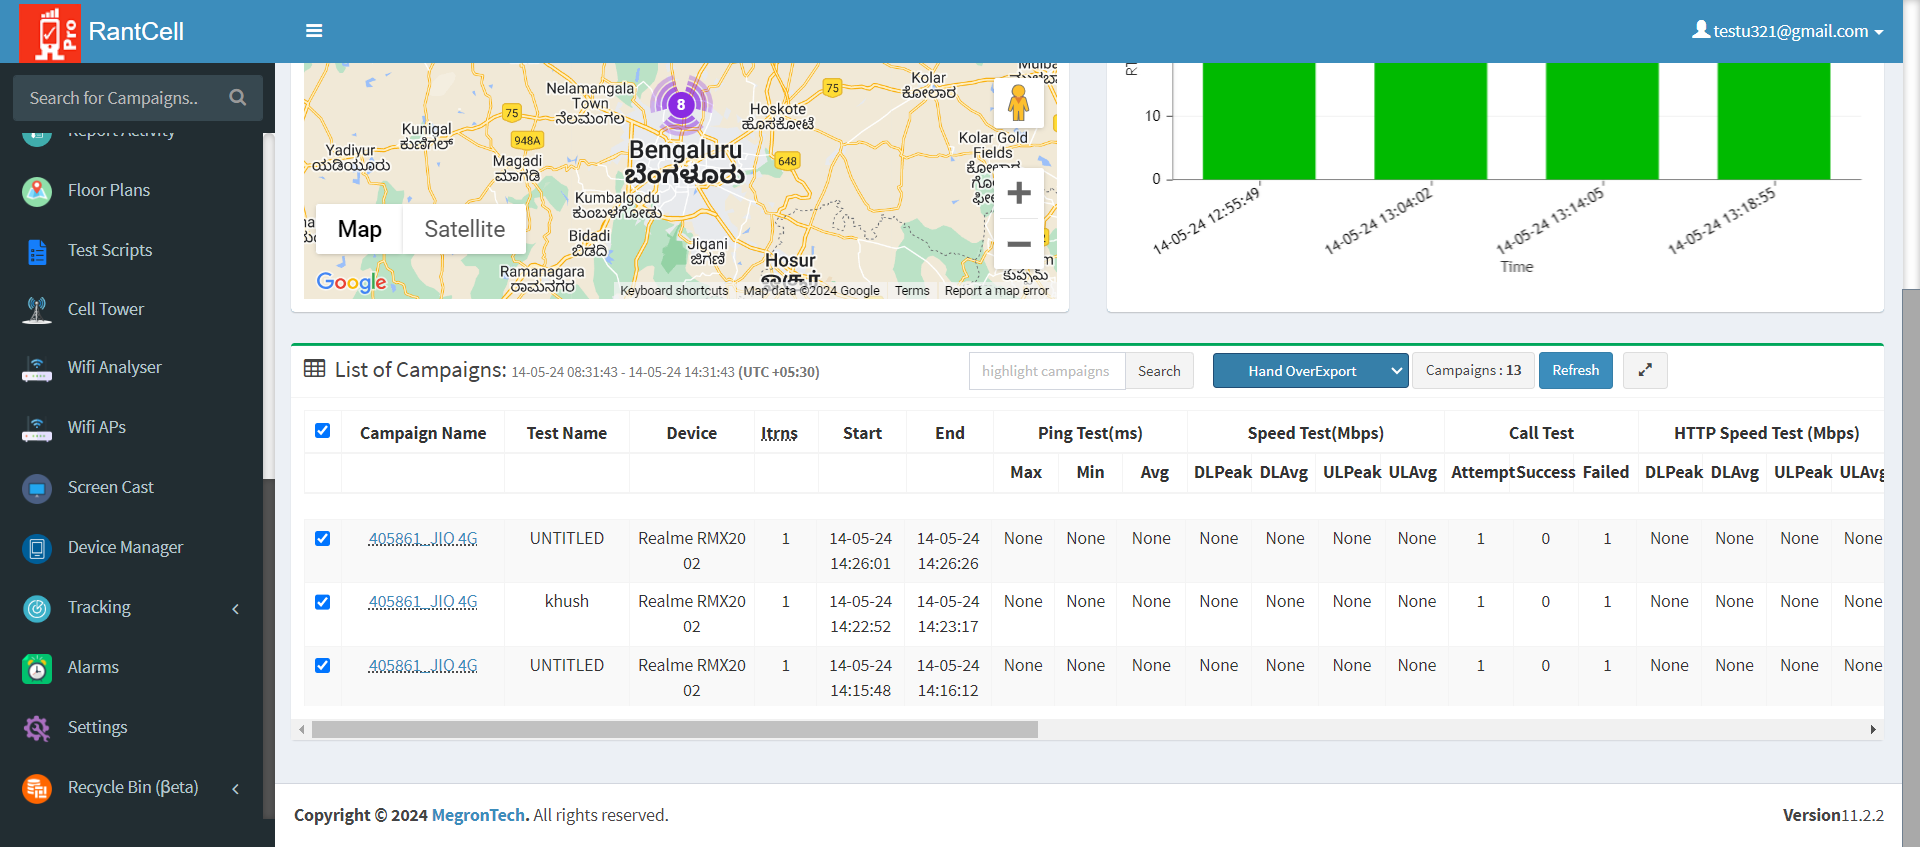 Pro RantCell
testu321@gmail.com
Search for Campaigns..
Report Activity
Floor Plans
Test Scripts
Cell Tower
Wifi Analyser
Wifi APs
Screen Cast
Device Manager
Tracking
Alarms
Settings
Recycle Bin (βeta)
Nelamangala
Town
ನೆಲಮಂಗಲ
8
75
Kolar
ಕೋಲಾರ
Hoskote
ಹೊಸಕೋಟೆ
75
Kunigal
ಕುಣಿಗಲ್
948A
Yadiyur
ಯಡಿಯೂರು
Magadi
ಮಾಗಡಿ
Bengaluru
ಬೆಂಗಳೂರು
648
Kolar Gold
Fields
Kumbalgodu
ಕುಂಬಳಗೋಡು
Map Satellite
Bidadi
ಬಿಡದಿ
Jigani
ಜಿಗಣಿ
Hosur
Ramanagara
ರಾಮನಗರ
Google
Keyboard shortcuts Map data ©2024 Google Terms Report a map error
10
0
14-05-24 12:55:49 14-05-24 13:04:02 14-05-24 13:14:05 14-05-24 13:18:55
Time
List of Campaigns: 14-05-24 08:31:43 - 14-05-24 14:31:43 (UTC +05:30)
highlight campaigns Search Hand OverExport Campaigns : 13 Refresh
Campaign Name Test Name Device Itrns Start End Ping Test(ms) Speed Test(Mbps) Call Test HTTP Speed Test (Mbps)
Max Min Avg DLPeak DLAvg ULPeak ULAvg Attempt Success Failed DLPeak DLAvg ULPeak ULAvg
405861_JIO 4G UNTITLED Realme RMX20 1 14-05-24 14-05-24 None None None None None None None 1 0 1 None None None None
02 14:26:01 14:26:26
405861_JIO 4G khush Realme RMX20 1 14-05-24 14-05-24 None None None None None None None 1 0 1 None None None None
02 14:22:52 14:23:17
405861_JIO 4G UNTITLED Realme RMX20 1 14-05-24 14-05-24 None None None None None None None 1 0 1 None None None None
02 14:15:48 14:16:12
Copyright © 2024 MegronTech. All rights reserved.
Version11.2.2